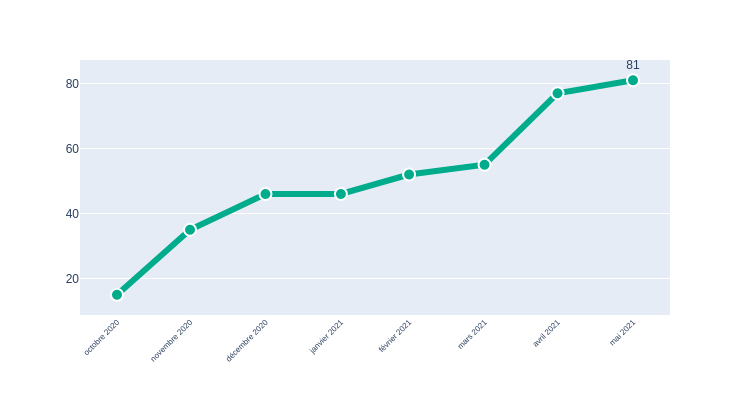 81
80
60
40
20
octobre 2020
novembre 2020
décembre 2020
janvier 2021
février 2021
mars 2021
avril 2021
mai 2021